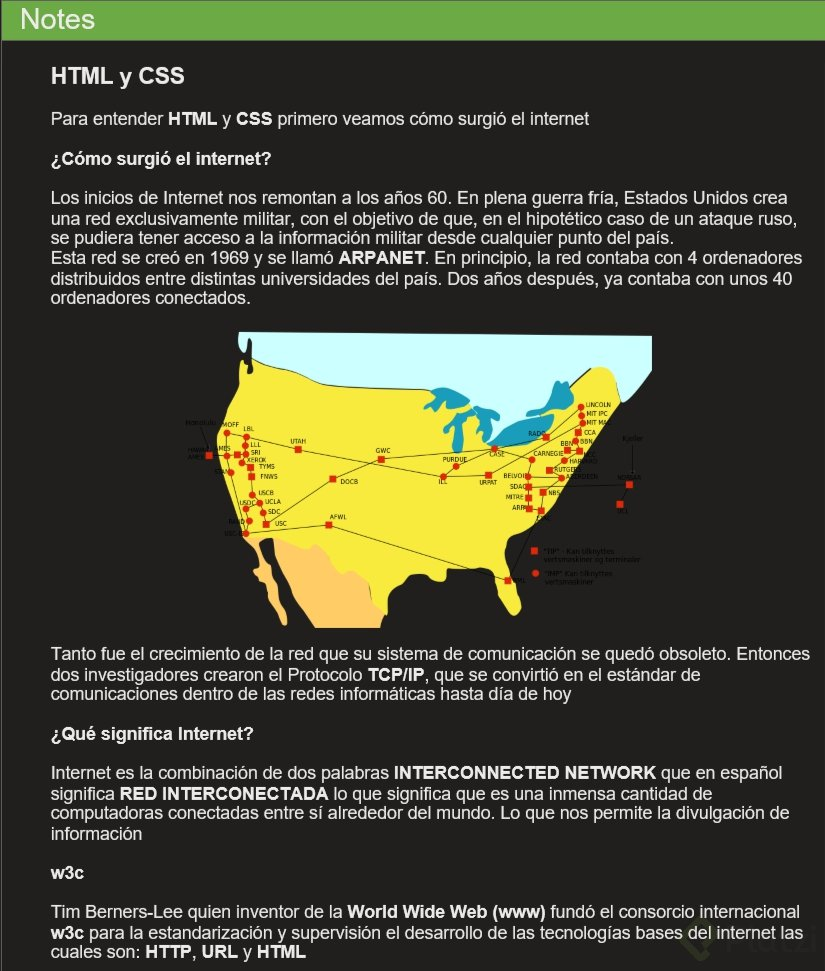 Notes
HTML y CSS
Para entender HTML y CSS primero veamos cómo surgió el internet
¿Cómo surgió el internet?
Los inicios de Internet nos remontan a los años 60. En plena guerra fría, Estados Unidos crea
una red exclusivamente militar, con el objetivo de que, en el hipotético caso de un ataque ruso,
se pudiera tener acceso a la información militar desde cualquier punto del país.
Esta red se creó en 1969 y se llamó ARPANET. En principio, la red contaba con 4 ordenadores
distribuidos entre distintas universidades del país. Dos años después, ya contaba con unos 40
ordenadores conectados.
Honolulu
MOFF
LBL
LLL
SRI
XEROX
TYMS
FNWS
UTAH
GWC
DOCB
USCB
UCLA
SDC
USC
AFWL
PURDUE
ILL
CASE
URPAT
RADC
CARNEGIE
LINCOLN
MIT IPC
MIT MAC
CCA
BBN
BBN
RUTGERS
ABERDEEN
BELVOIR
SDAC
MITRE
NBS
Kjeller
NORSAR
"TIP" - Kan tilknyttes
vertsmaskiner og terminaler
"IMP" Kan tilknyttes
vertsmaskiner
Tanto fue el crecimiento de la red que su sistema de comunicación se quedó obsoleto. Entonces
dos investigadores crearon el Protocolo TCP/IP, que se convirtió en el estándar de
comunicaciones dentro de las redes informáticas hasta día de hoy
¿Qué significa Internet?
Internet es la combinación de dos palabras INTERCONNECTED NETWORK que en español
significa RED INTERCONECTADA lo que significa que es una inmensa cantidad de
computadoras conectadas entre sí alrededor del mundo. Lo que nos permite la divulgación de
información
w3c
Tim Berners-Lee quien inventor de la World Wide Web (www) fundó el consorcio internacional
w3c para la estandarización y supervisión el desarrollo de las tecnologías bases del internet las
cuales son: HTTP, URL y HTML